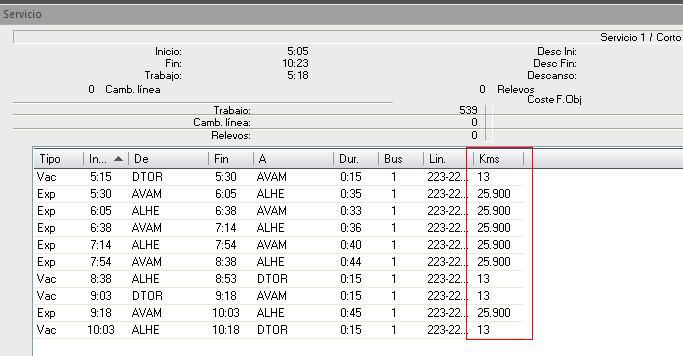 Servicio
Servicio 1 / Corto
Inicio: 5:05 Desc Ini:
Fin: 10:23 Desc Fin:
Trabajo: 5:18 Descanso:
0 Camb. línea 0 Relevos
Coste F.Obj
Trabajo: 539
Camb. línea: 0
Relevos: 0
Tipo In... De Fin A Dur. Bus Lin. Kms
Vac 5:15 DTOR 5:30 AVAM 0:15 1 223-22... 13
Exp 5:30 AVAM 6:05 ALHE 0:35 1 223-22... 25.900
Exp 6:05 ALHE 6:38 AVAM 0:33 1 223-22... 25.900
Exp 6:38 AVAM 7:14 ALHE 0:36 1 223-22... 25.900
Exp 7:14 ALHE 7:54 AVAM 0:40 1 223-22... 25.900
Exp 7:54 AVAM 8:38 ALHE 0:44 1 223-22... 25.900
Vac 8:38 ALHE 8:53 DTOR 0:15 1 223-22... 13
Vac 9:03 DTOR 9:18 AVAM 0:15 1 223-22... 13
Exp 9:18 AVAM 10:03 ALHE 0:45 1 223-22... 25.900
Vac 10:03 ALHE 10:18 DTOR 0:15 1 223-22... 13